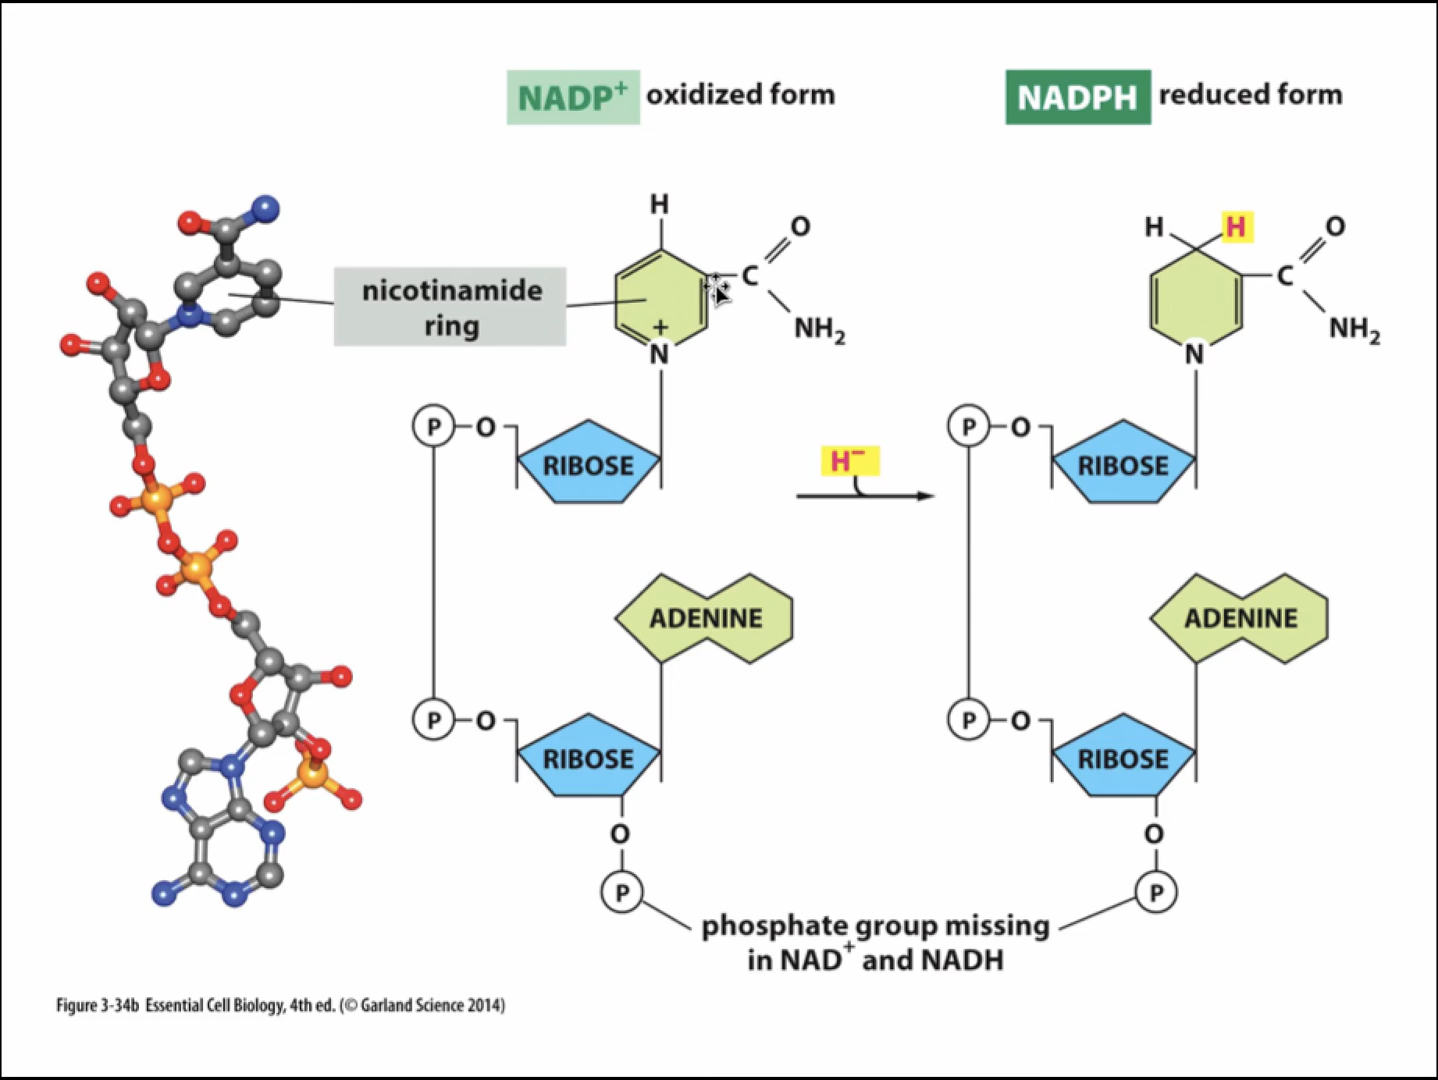 NADP⁺ oxidized form
NADPH reduced form
nicotinamide
ring
H
O
C
NH₂
+
N
P
O
RIBOSE
ADENINE
P
O
RIBOSE
O
P
H⁻
H
H
O
C
NH₂
N
P
O
RIBOSE
ADENINE
P
O
RIBOSE
O
P
phosphate group missing
in NAD⁺ and NADH
Figure 3-34b Essential Cell Biology, 4th ed. (© Garland Science 2014)